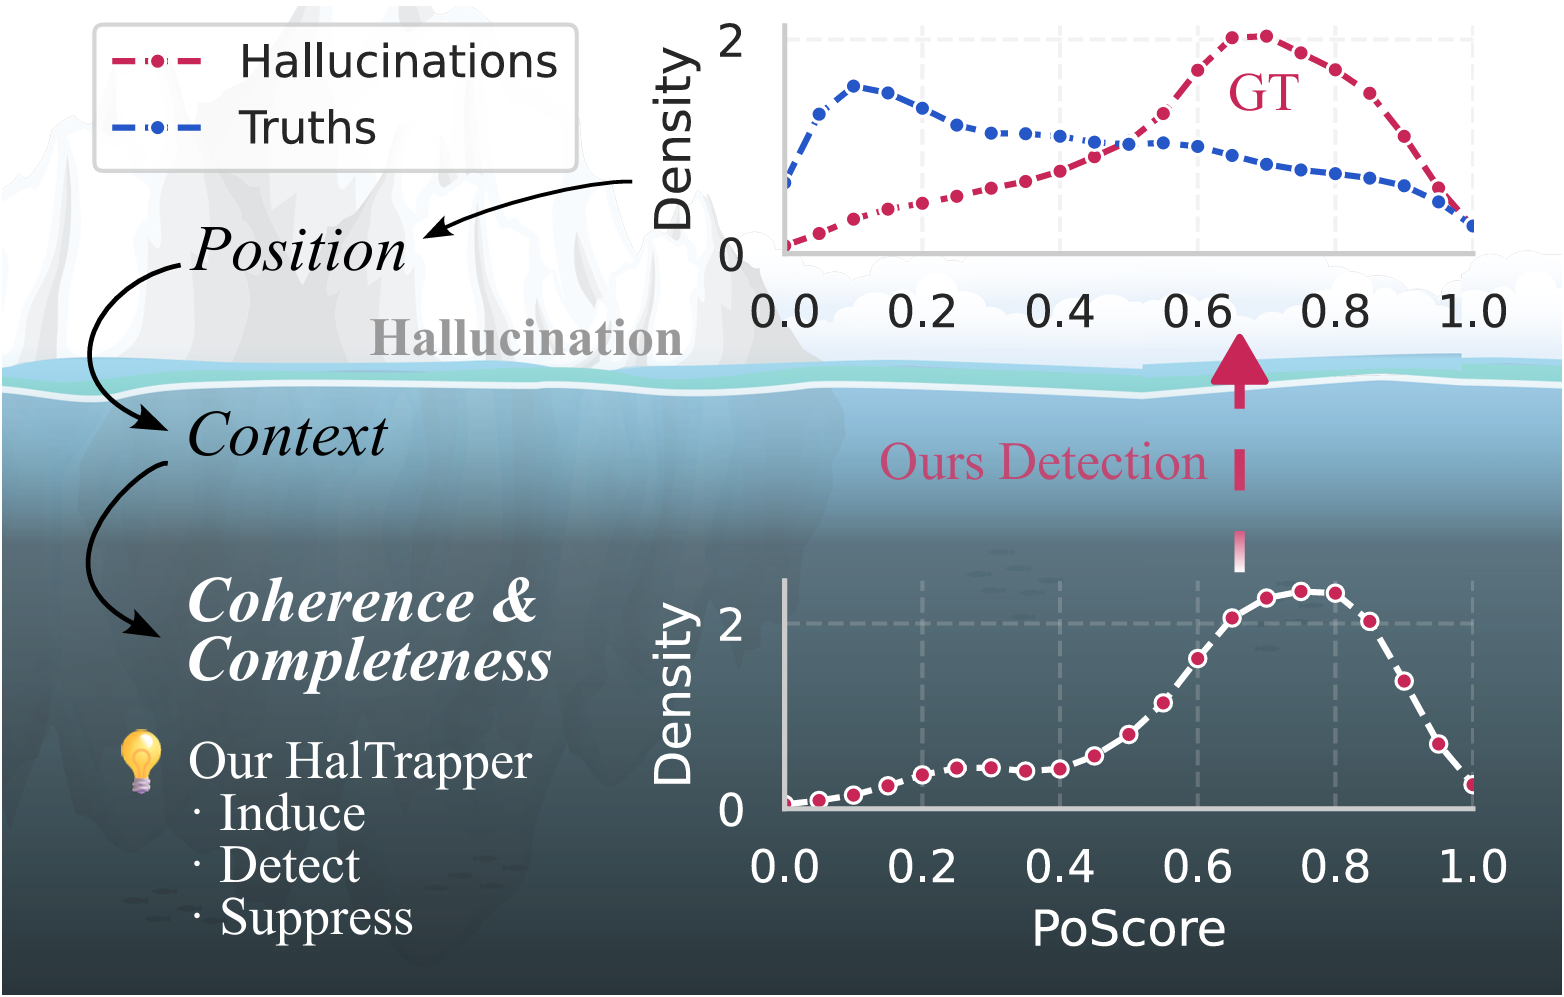 Hallucinations
Truths
Position
Hallucination
Context
Coherence &
Completeness
Our HalTrapper
· Induce
· Detect
· Suppress
Density
2
0
GT
0.0 0.2 0.4 0.6 0.8 1.0
Ours Detection
Density
2
0
0.0 0.2 0.4 0.6 0.8 1.0
PoScore